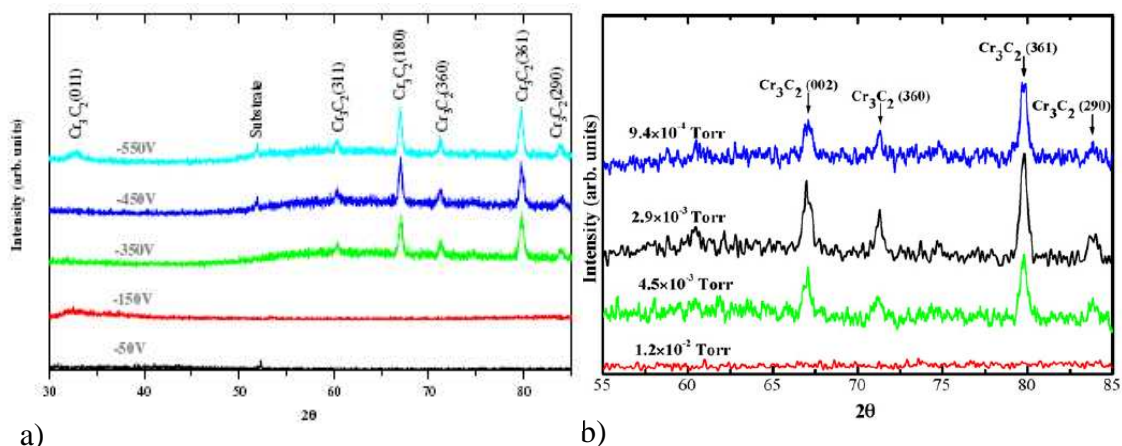 Intensity (arb. units)
Cr3C2(011)
Substrate
Cr3C2(311)
Cr3C2(180)
Cr3C2(360)
Cr3C2(361)
Cr3C2(290)
-550V
-450V
-350V
-150V
-50V
30 40 50 60 70 80
2θ
a)
Intensity (arb. units)
Cr3C2 (361)
Cr3C2 (002)
Cr3C2 (360)
Cr3C2 (290)
9.4×10-4 Torr
2.9×10-3 Torr
4.5×10-3 Torr
1.2×10-2 Torr
55 60 65 70 75 80 85
2θ
b)